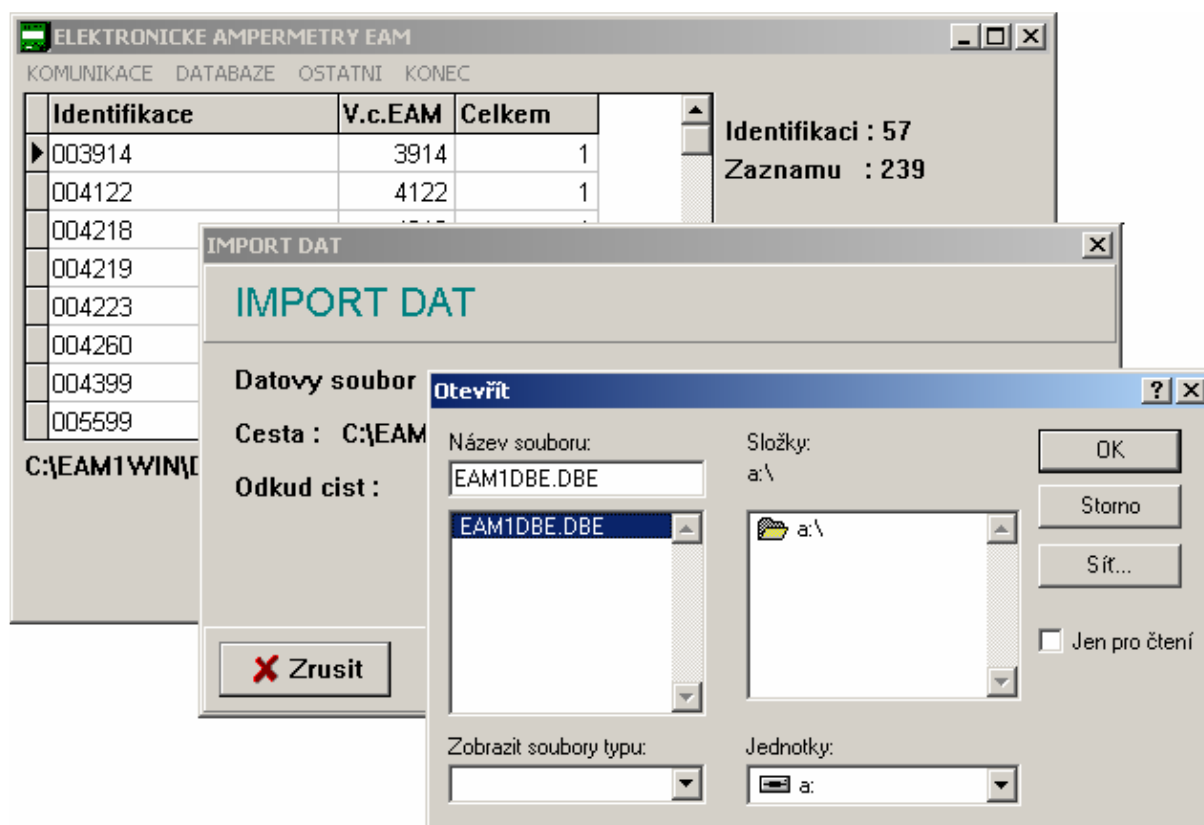 ELEKTRONICKE AMPERMETRY EAM
KOMUNIKACE DATABAZE OSTATNI KONEC
Identifikace V.c.EAM Celkem
003914 3914 1
004122 4122 1
004218
004219
004223
004260
004399
005599
Identifikaci : 57
Zaznamu : 239
C:\EAM1WIN\D
IMPORT DAT
IMPORT DAT
Datovy soubor
Cesta : C:\EAM
Odkud cist :
Zrusit
Otevřít
Název souboru:
EAM1DBE.DBE
EAM1DBE.DBE
Složky:
a:\
a:\
OK
Storno
Síť...
Jen pro čtení
Zobrazit soubory typu:
Jednotky:
a: